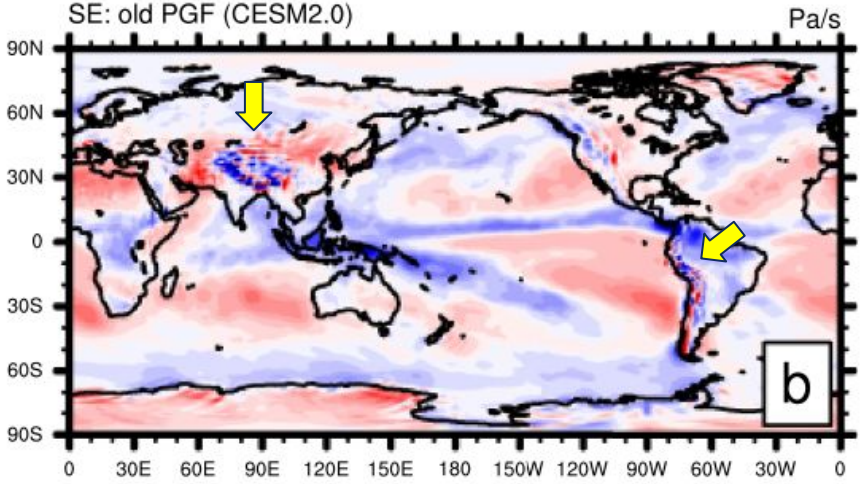 SE: old PGF (CESM2.0) Pa/s
90N
60N
30N
0
30S
60S
90S
b
0 30E 60E 90E 120E 150E 180 150W 120W 90W 60W 30W 0